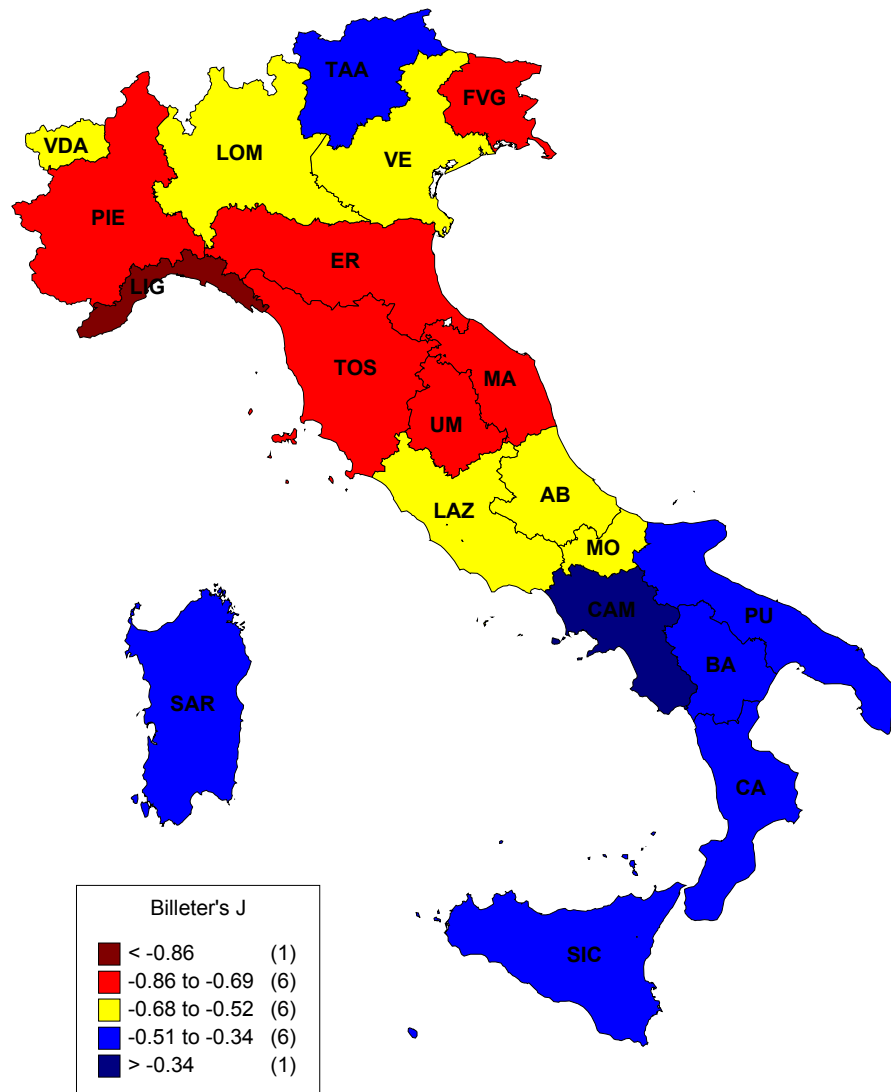 TAA
FVG
VDA
LOM
VE
PIE
ER
LIG
TOS
MA
UM
AB
LAZ
MO
CAM
PU
BA
SAR
CA
SIC
Billeter's J
< -0.86 (1)
-0.86 to -0.69 (6)
-0.68 to -0.52 (6)
-0.51 to -0.34 (6)
> -0.34 (1)